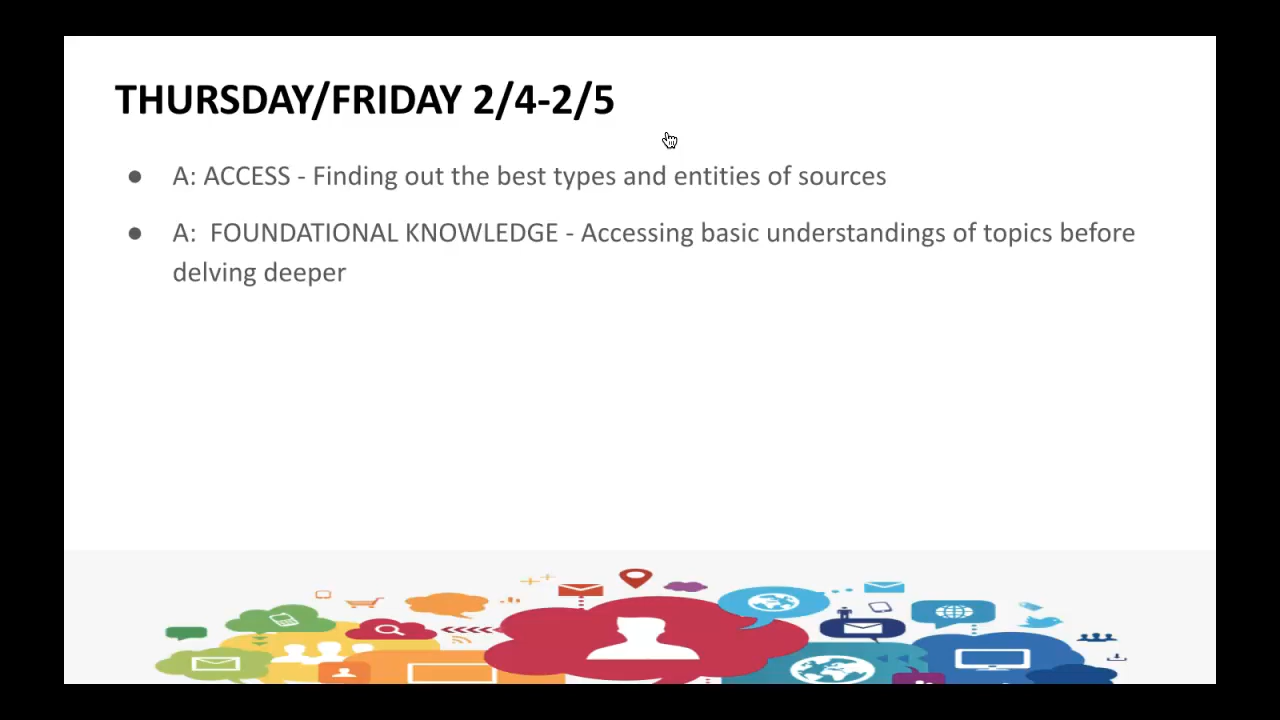 THURSDAY/FRIDAY 2/4-2/5
● A: ACCESS - Finding out the best types and entities of sources
● A:  FOUNDATIONAL KNOWLEDGE - Accessing basic understandings of topics before
delving deeper